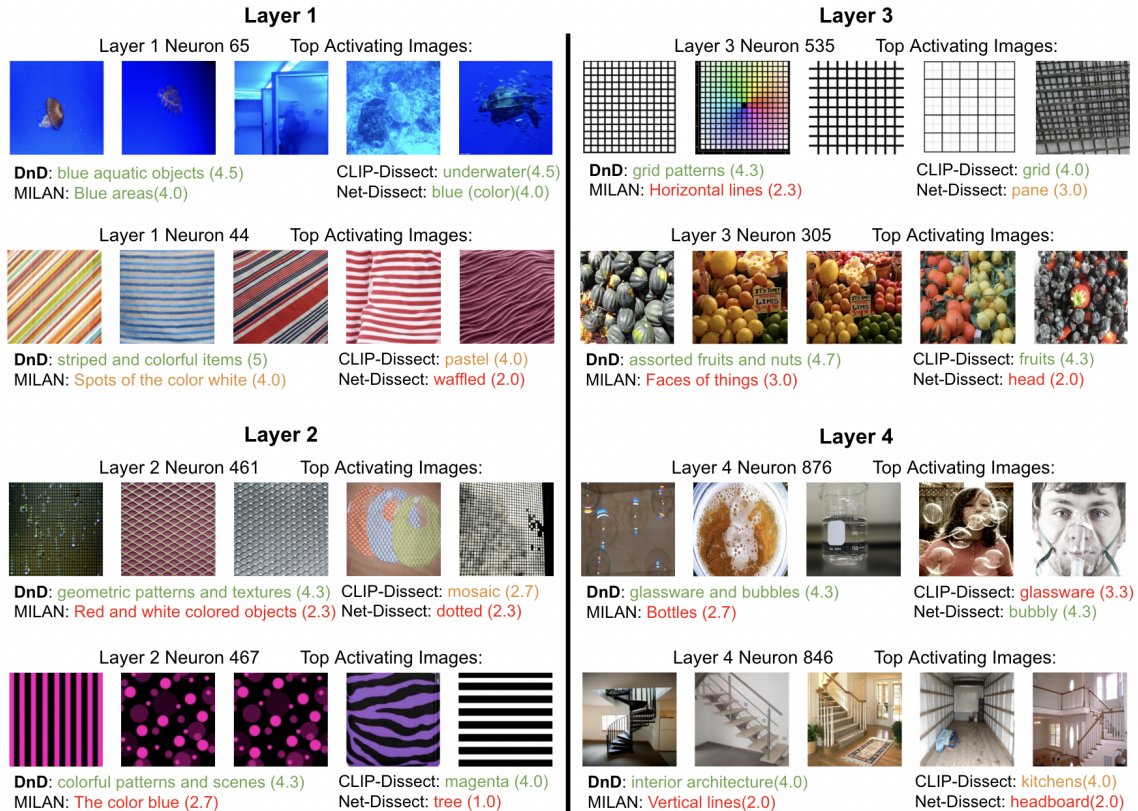 Layer 1
Layer 1 Neuron 65 Top Activating Images:
DnD: blue aquatic objects (4.5) CLIP-Dissect: underwater(4.5)
MILAN: Blue areas(4.0) Net-Dissect: blue (color)(4.0)
Layer 1 Neuron 44 Top Activating Images:
DnD: striped and colorful items (5) CLIP-Dissect: pastel (4.0)
MILAN: Spots of the color white (4.0) Net-Dissect: waffled (2.0)
Layer 2
Layer 2 Neuron 461 Top Activating Images:
DnD: geometric patterns and textures (4.3) CLIP-Dissect: mosaic (2.7)
MILAN: Red and white colored objects (2.3) Net-Dissect: dotted (2.3)
Layer 2 Neuron 467 Top Activating Images:
DnD: colorful patterns and scenes (4.3) CLIP-Dissect: magenta (4.0)
MILAN: The color blue (2.7) Net-Dissect: tree (1.0)
Layer 3
Layer 3 Neuron 535 Top Activating Images:
DnD: grid patterns (4.3) CLIP-Dissect: grid (4.0)
MILAN: Horizontal lines (2.3) Net-Dissect: pane (3.0)
Layer 3 Neuron 305 Top Activating Images:
DnD: assorted fruits and nuts (4.7) CLIP-Dissect: fruits (4.3)
MILAN: Faces of things (3.0) Net-Dissect: head (2.0)
Layer 4
Layer 4 Neuron 876 Top Activating Images:
DnD: glassware and bubbles (4.3) CLIP-Dissect: glassware (3.3)
MILAN: Bottles (2.7) Net-Dissect: bubbly (4.3)
Layer 4 Neuron 846 Top Activating Images:
DnD: interior architecture(4.0) CLIP-Dissect: kitchens(4.0)
MILAN: Vertical lines(2.0) Net-Dissect: headboard(2.0)